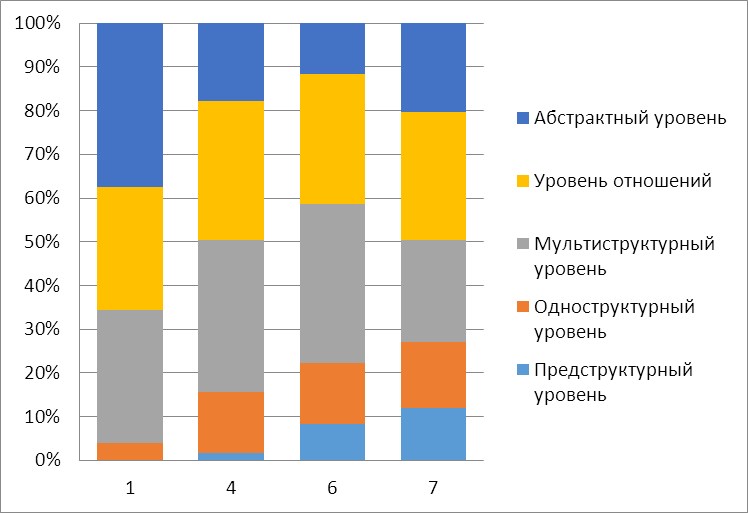 100%
90%
80%
70%
60%
50%
40%
30%
20%
10%
0%
1 4 6 7
Абстрактный уровень
Уровень отношений
Мультиструктурный
уровень
Одноструктурный
уровень
Предструктурный
уровень